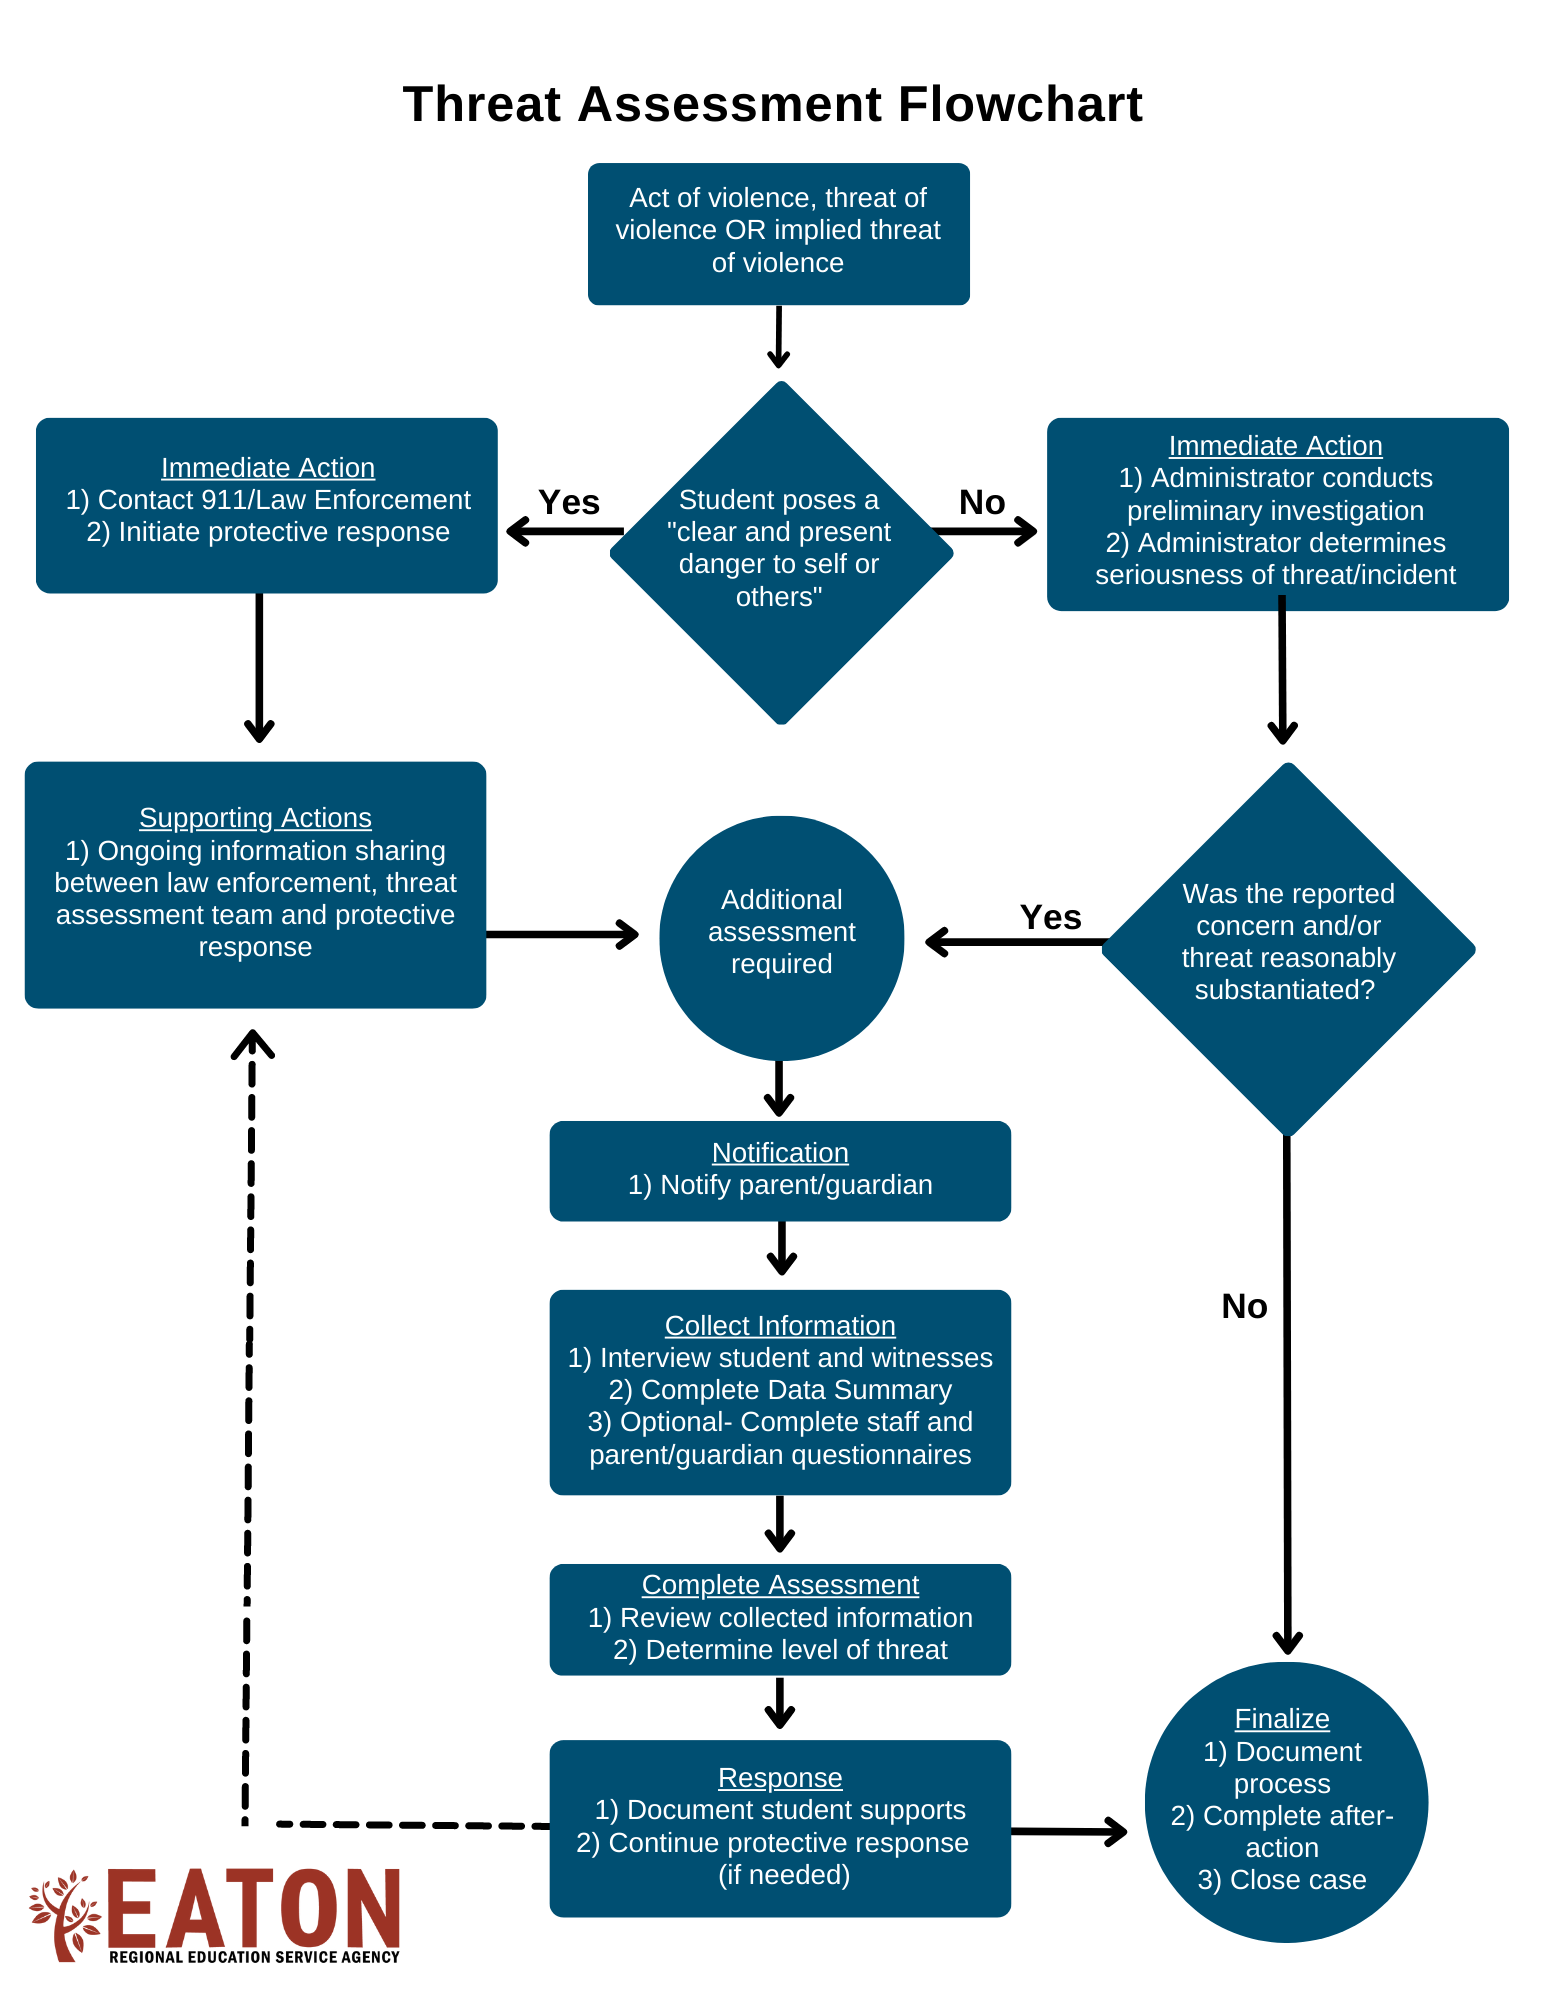 Threat Assessment Flowchart
Act of violence, threat of
violence OR implied threat
of violence
Immediate Action
1) Contact 911/Law Enforcement
2) Initiate protective response
Yes
Student poses a
"clear and present
danger to self or
others"
No
Immediate Action
1) Administrator conducts
preliminary investigation
2) Administrator determines
seriousness of threat/incident
Supporting Actions
1) Ongoing information sharing
between law enforcement, threat
assessment team and protective
response
Additional
assessment
required
Yes
Was the reported
concern and/or
threat reasonably
substantiated?
Notification
1) Notify parent/guardian
Collect Information
1) Interview student and witnesses
2) Complete Data Summary
3) Optional- Complete staff and
parent/guardian questionnaires
No
Complete Assessment
1) Review collected information
2) Determine level of threat
Response
1) Document student supports
2) Continue protective response
(if needed)
Finalize
1) Document
process
2) Complete after-
action
3) Close case
EATON
REGIONAL EDUCATION SERVICE AGENCY